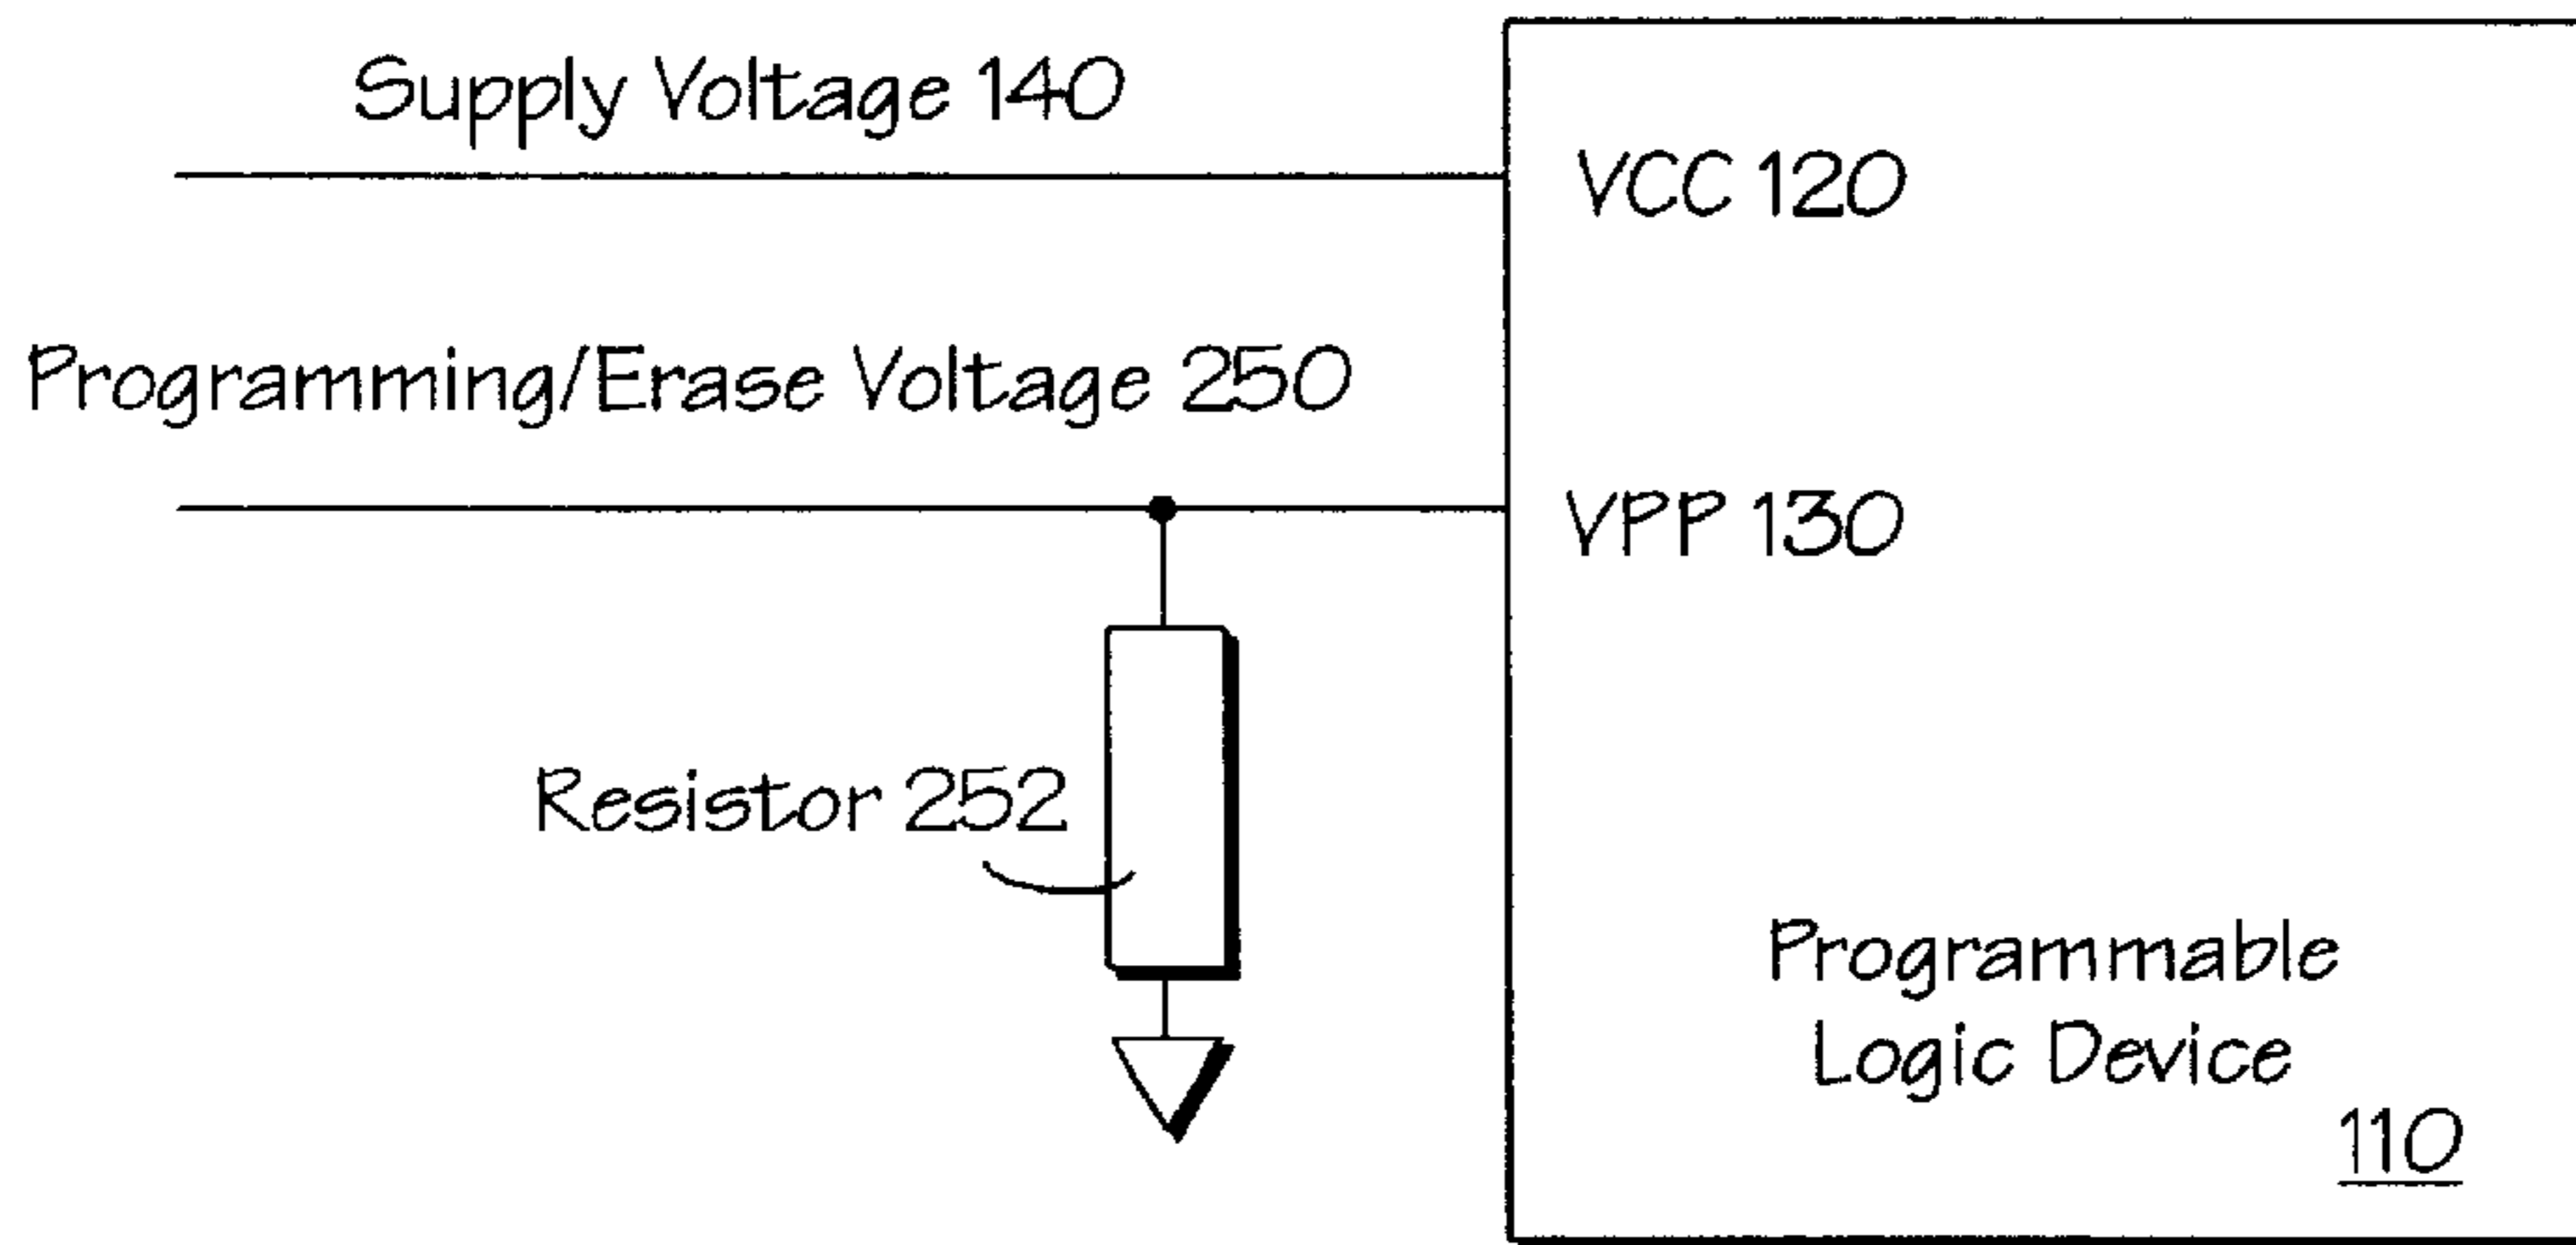 Supply Voltage 140
VCC 120
Programming/Erase Voltage 250
VPP 130
Resistor 252
Programmable
Logic Device
110